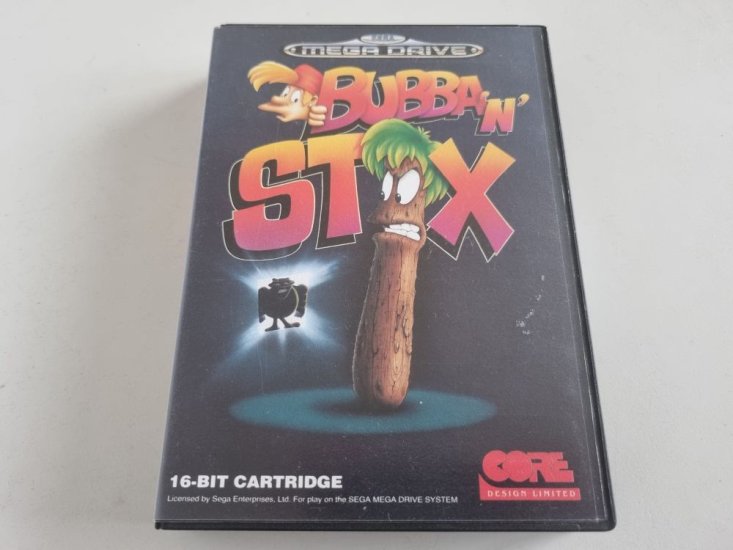 SEGA
MEGA DRIVE
BUBBA 'N'
STIX
16-BIT CARTRIDGE
Licensed by Sega Enterprises, Ltd. For play on the SEGA MEGA DRIVE SYSTEM
CORE
DESIGN LIMITED